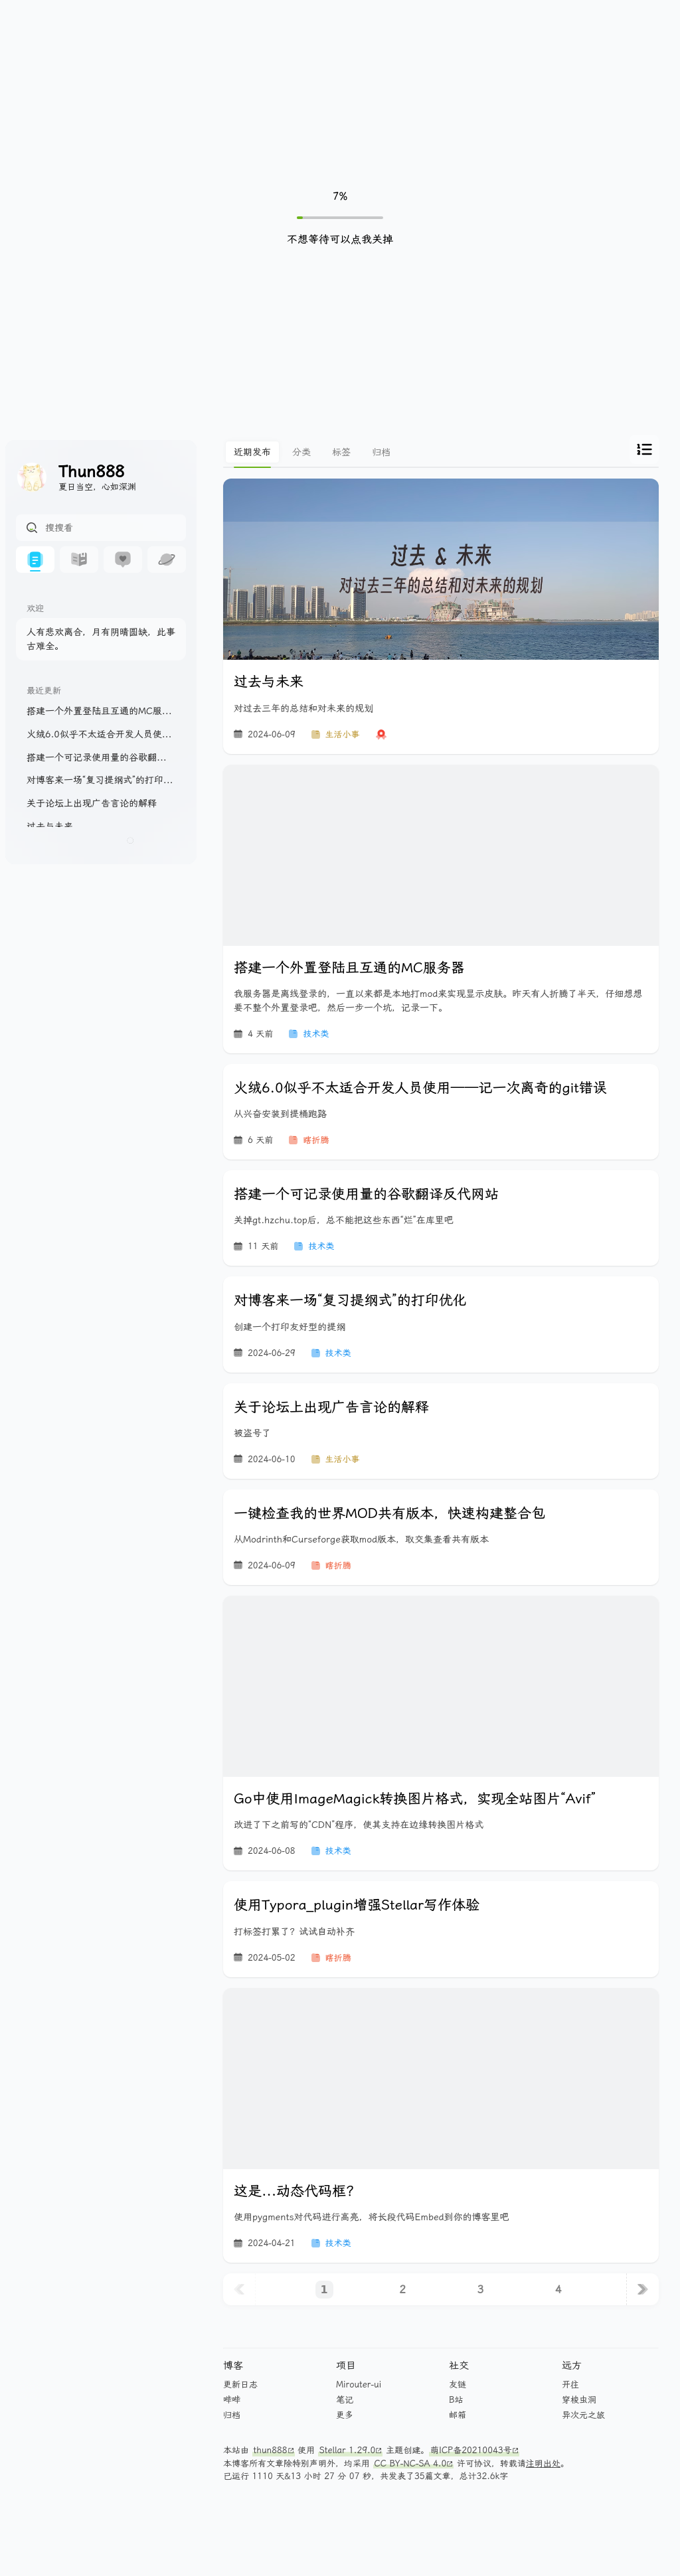 7%
不想等待可以点我关掉
Thun888
夏日当空，心如深渊
搜搜看
欢迎
人有悲欢离合，月有阴晴圆缺，此事
古难全。
最近更新
搭建一个外置登陆且互通的MC服...
火绒6.0似乎不太适合开发人员使...
搭建一个可记录使用量的谷歌翻...
对博客来一场“复习提纲式”的打印...
关于论坛上出现广告言论的解释
过去与未来
近期发布 分类 标签 归档
过去 & 未来
对过去三年的总结和对未来的规划
过去与未来
对过去三年的总结和对未来的规划
2024-06-09 生活小事
搭建一个外置登陆且互通的MC服务器
我服务器是离线登录的，一直以来都是本地打mod来实现显示皮肤。昨天有人折腾了半天，仔细想想
要不整个外置登录吧，然后一步一个坑，记录一下。
4 天前 技术类
火绒6.0似乎不太适合开发人员使用——记一次离奇的git错误
从兴奋安装到提桶跑路
6 天前 瞎折腾
搭建一个可记录使用量的谷歌翻译反代网站
关掉gt.hzchu.top后，总不能把这些东西“烂”在库里吧
11 天前 技术类
对博客来一场“复习提纲式”的打印优化
创建一个打印友好型的提纲
2024-06-29 技术类
关于论坛上出现广告言论的解释
被盗号了
2024-06-10 生活小事
一键检查我的世界MOD共有版本，快速构建整合包
从Modrinth和Curseforge获取mod版本，取交集查看共有版本
2024-06-09 瞎折腾
Go中使用ImageMagick转换图片格式，实现全站图片“Avif”
改进了下之前写的“CDN”程序，使其支持在边缘转换图片格式
2024-06-08 技术类
使用Typora_plugin增强Stellar写作体验
打标签打累了？试试自动补齐
2024-05-02 瞎折腾
这是...动态代码框？
使用pygments对代码进行高亮，将长段代码Embed到你的博客里吧
2024-04-21 技术类
1 2 3 4
博客 项目 社交 远方
更新日志 Mirouter-ui 友链 开往
哔哔 笔记 B站 穿梭虫洞
归档 更多 邮箱 异次元之旅
本站由 thun888 使用 Stellar 1.29.0 主题创建。萌ICP备20210043号
本博客所有文章除特别声明外，均采用 CC BY-NC-SA 4.0 许可协议，转载请注明出处。
已运行 1110 天&13 小时 27 分 07 秒，共发表了35篇文章，总计32.6k字